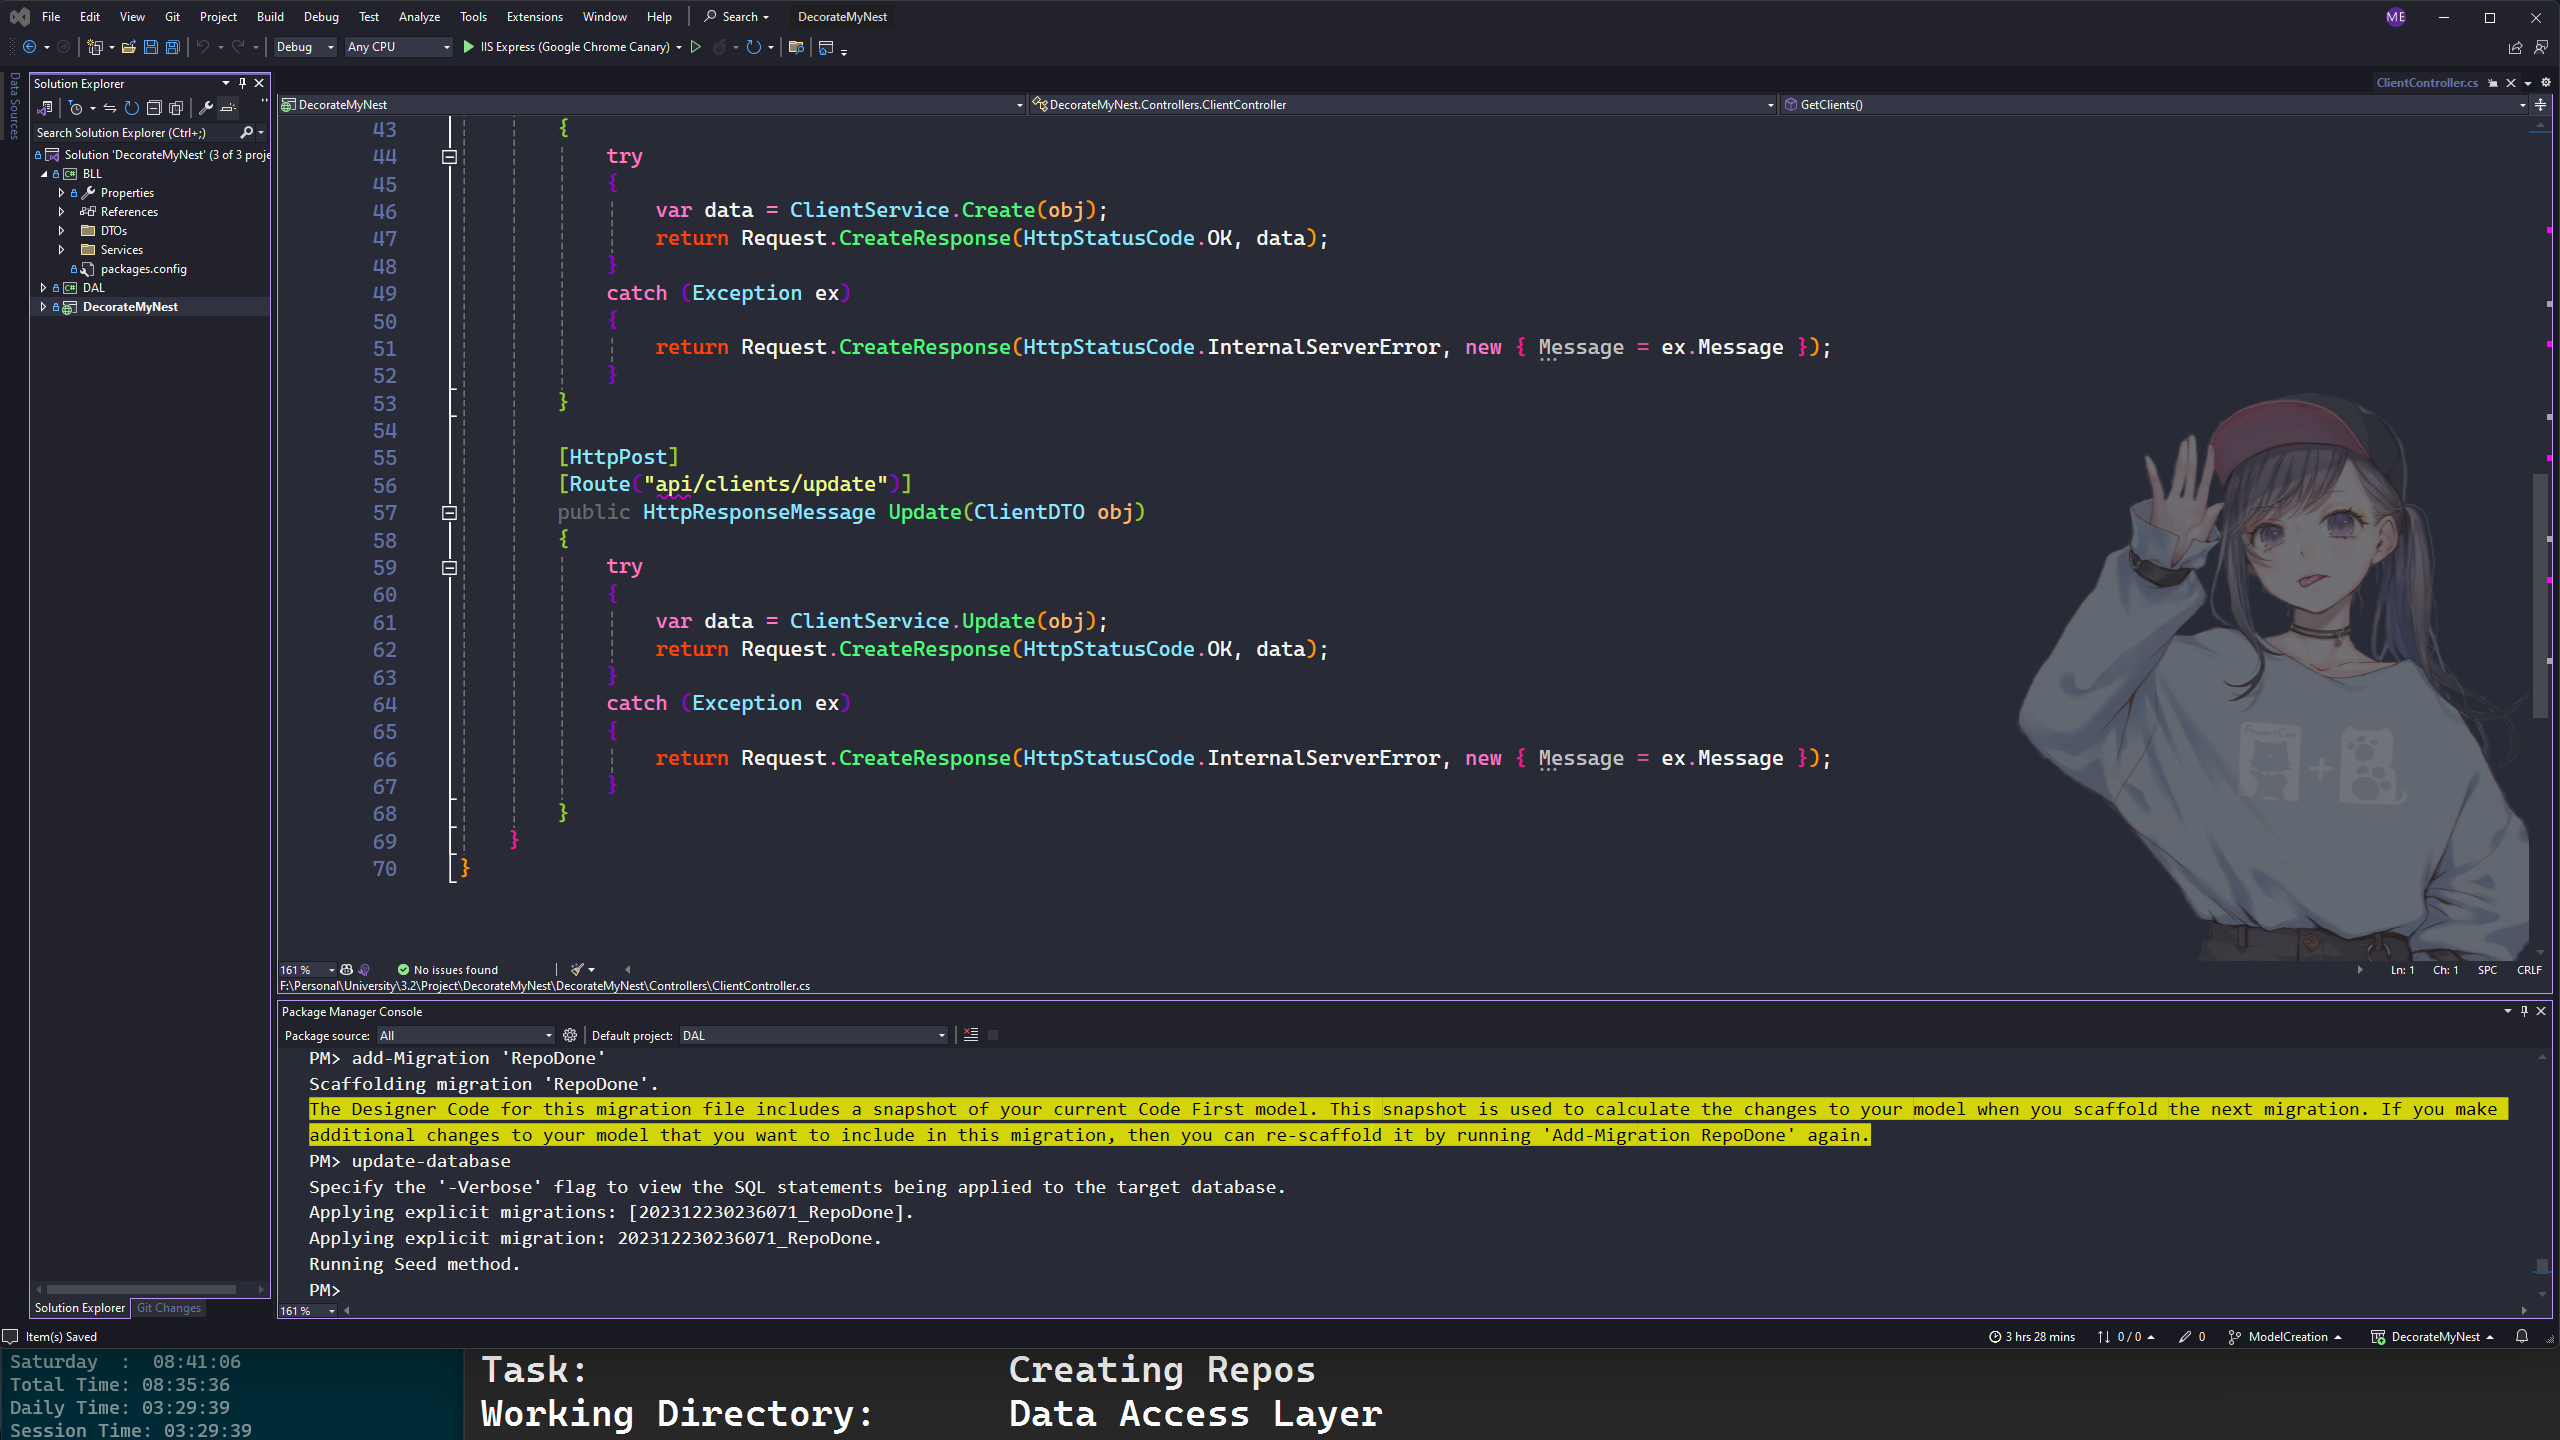 File Edit View Git Project Build Debug Test Analyze Tools Extensions Window Help Search DecorateMyNest ME
Debug Any CPU IIS Express (Google Chrome Canary)
Data Sources
Solution Explorer
ClientController.cs
DecorateMyNest DecorateMyNest.Controllers.ClientController GetClients()
Search Solution Explorer (Ctrl+;)
Solution 'DecorateMyNest' (3 of 3 proje
BLL
Properties
References
DTOs
Services
packages.config
DAL
DecorateMyNest
43 {
44 try
45 {
46 var data = ClientService.Create(obj);
47 return Request.CreateResponse(HttpStatusCode.OK, data);
48 }
49 catch (Exception ex)
50 {
51 return Request.CreateResponse(HttpStatusCode.InternalServerError, new { Message = ex.Message });
52 }
53 }
54
55 [HttpPost]
56 [Route("api/clients/update")]
57 public HttpResponseMessage Update(ClientDTO obj)
58 {
59 try
60 {
61 var data = ClientService.Update(obj);
62 return Request.CreateResponse(HttpStatusCode.OK, data);
63 }
64 catch (Exception ex)
65 {
66 return Request.CreateResponse(HttpStatusCode.InternalServerError, new { Message = ex.Message });
67 }
68 }
69 }
70 }
161 % No issues found Ln: 1 Ch: 1 SPC CRLF
F:\Personal\University\3.2\Project\DecorateMyNest\DecorateMyNest\Controllers\ClientController.cs
Package Manager Console
Package source: All Default project: DAL
PM> add-Migration 'RepoDone'
Scaffolding migration 'RepoDone'.
The Designer Code for this migration file includes a snapshot of your current Code First model. This snapshot is used to calculate the changes to your model when you scaffold the next migration. If you make
additional changes to your model that you want to include in this migration, then you can re-scaffold it by running 'Add-Migration RepoDone' again.
PM> update-database
Specify the '-Verbose' flag to view the SQL statements being applied to the target database.
Applying explicit migrations: [202312230236071_RepoDone].
Applying explicit migration: 202312230236071_RepoDone.
Running Seed method.
PM>
161 %
Solution Explorer Git Changes
Item(s) Saved 3 hrs 28 mins 0 / 0 0 ModelCreation DecorateMyNest
Saturday : 08:41:06
Total Time: 08:35:36
Daily Time: 03:29:39
Session Time: 03:29:39
Task: Creating Repos
Working Directory: Data Access Layer